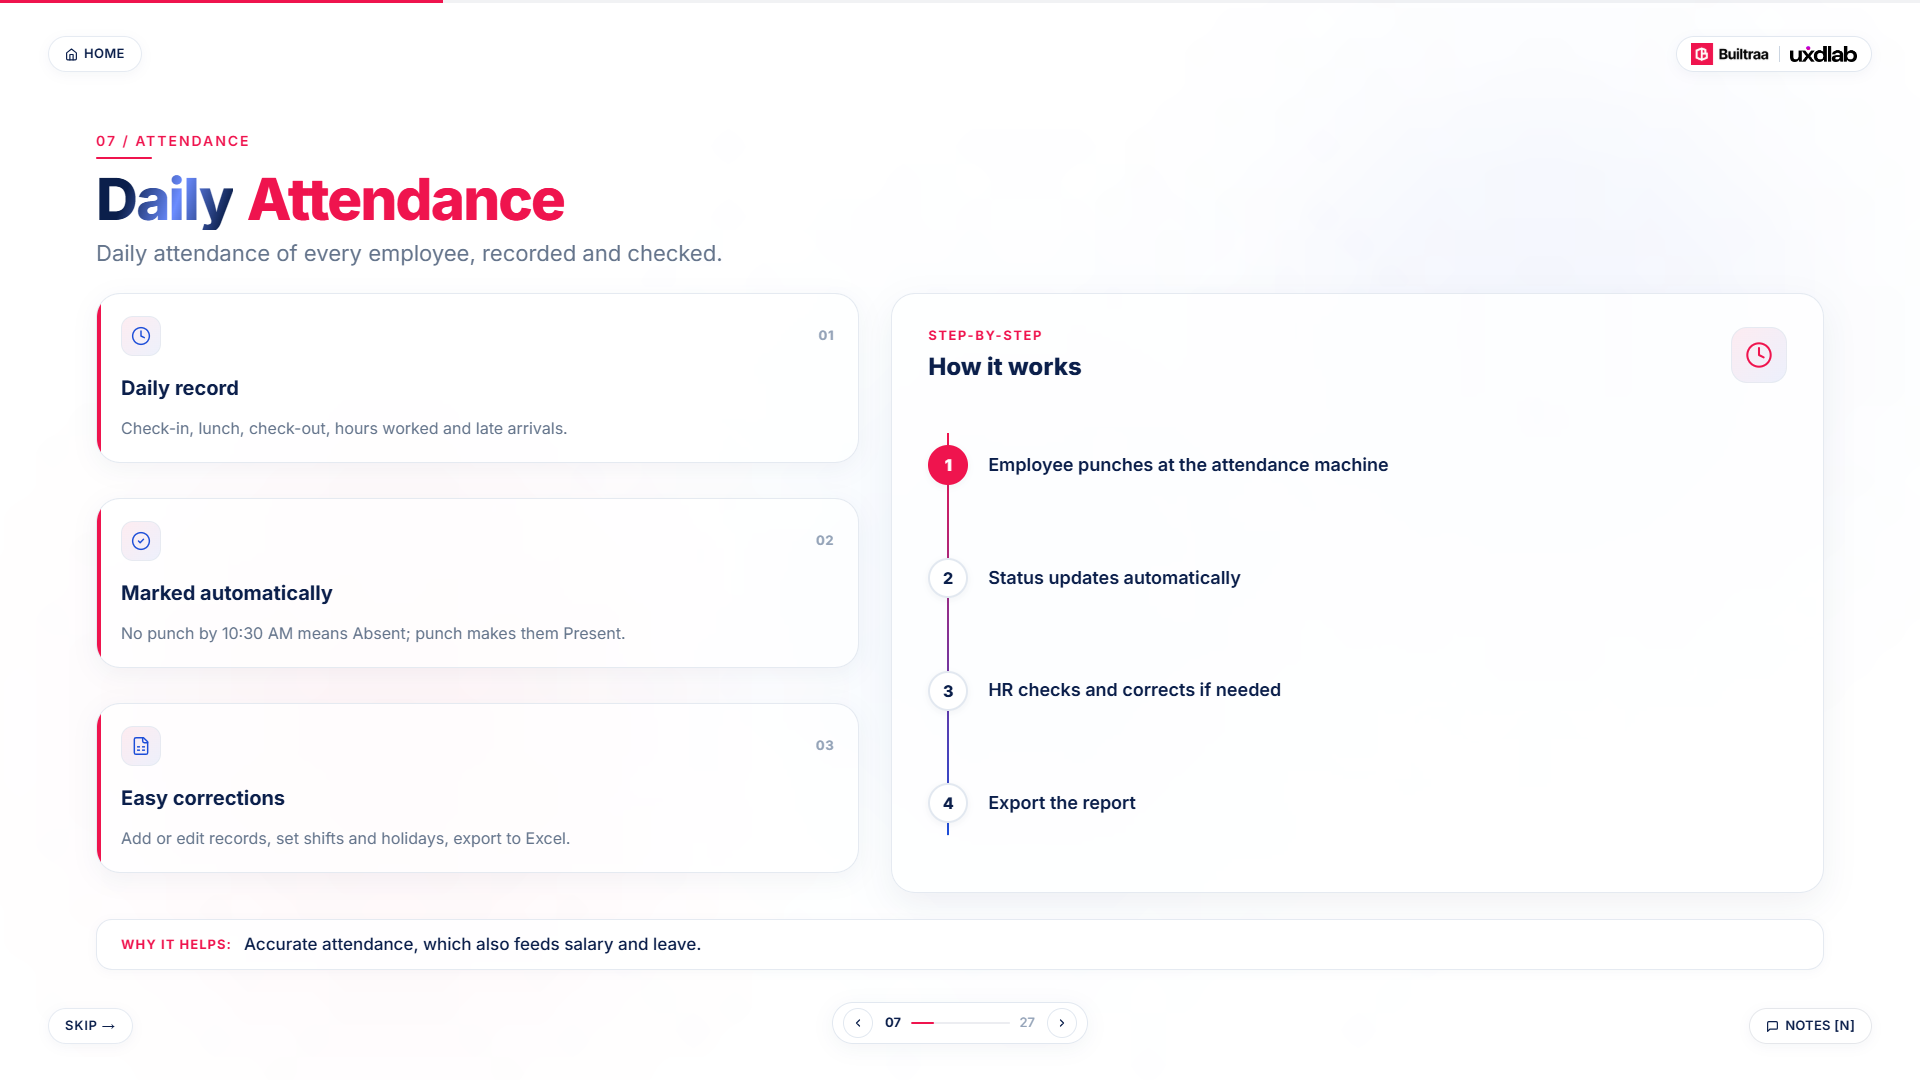 HOME
Builtraa
uxdlab
07 / ATTENDANCE
Daily Attendance
Daily attendance of every employee, recorded and checked.
01
Daily record
Check-in, lunch, check-out, hours worked and late arrivals.
02
Marked automatically
No punch by 10:30 AM means Absent; punch makes them Present.
03
Easy corrections
Add or edit records, set shifts and holidays, export to Excel.
STEP-BY-STEP
How it works
1 Employee punches at the attendance machine
2 Status updates automatically
3 HR checks and corrects if needed
4 Export the report
WHY IT HELPS: Accurate attendance, which also feeds salary and leave.
SKIP →
07 27
NOTES [N]